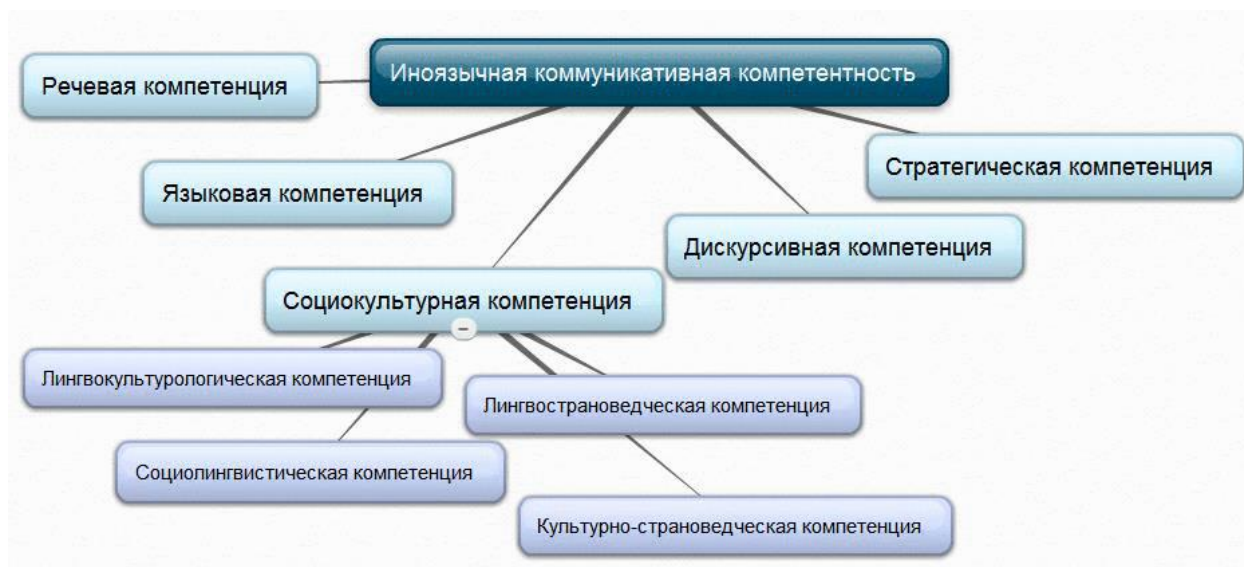 Иноязычная коммуникативная компетентность
Речевая компетенция
Стратегическая компетенция
Языковая компетенция
Дискурсивная компетенция
Социокультурная компетенция
Лингвокультурологическая компетенция
Лингвострановедческая компетенция
Социолингвистическая компетенция
Культурно-страноведческая компетенция